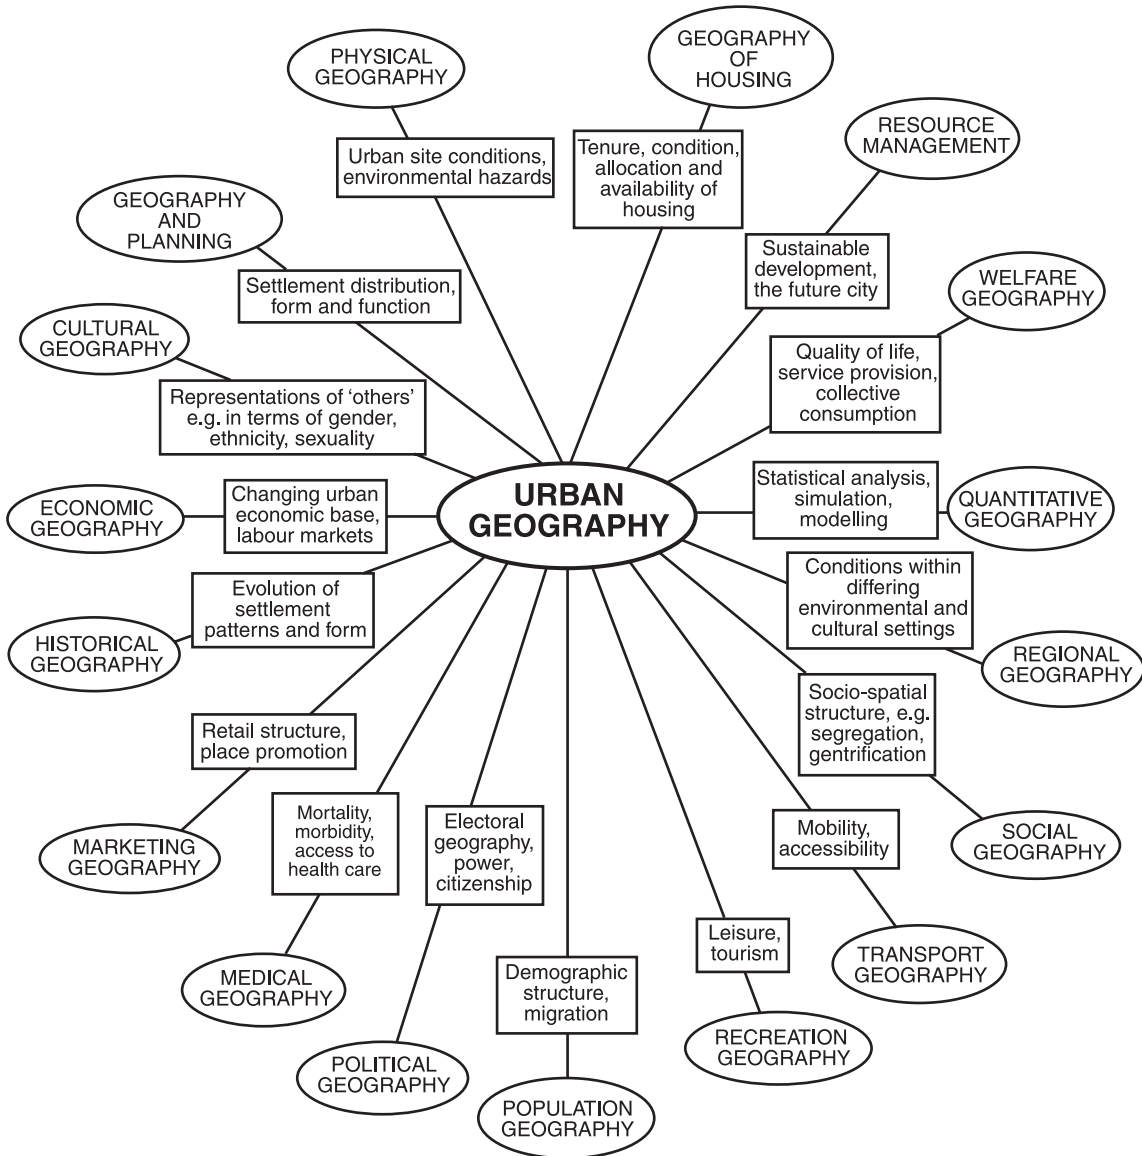 PHYSICAL
GEOGRAPHY
Urban site conditions,
environmental hazards
GEOGRAPHY
OF
HOUSING
Tenure, condition,
allocation and
availability of
housing
RESOURCE
MANAGEMENT
Sustainable
development,
the future city
WELFARE
GEOGRAPHY
Quality of life,
service provision,
collective
consumption
QUANTITATIVE
GEOGRAPHY
Statistical analysis,
simulation,
modelling
REGIONAL
GEOGRAPHY
Conditions within
differing
environmental and
cultural settings
SOCIAL
GEOGRAPHY
Socio-spatial
structure, e.g.
segregation,
gentrification
TRANSPORT
GEOGRAPHY
Mobility,
accessibility
RECREATION
GEOGRAPHY
Leisure,
tourism
POPULATION
GEOGRAPHY
Demographic
structure,
migration
POLITICAL
GEOGRAPHY
Electoral
geography,
power,
citizenship
MEDICAL
GEOGRAPHY
Mortality,
morbidity,
access to
health care
MARKETING
GEOGRAPHY
Retail structure,
place promotion
HISTORICAL
GEOGRAPHY
Evolution of
settlement
patterns and form
ECONOMIC
GEOGRAPHY
Changing urban
economic base,
labour markets
CULTURAL
GEOGRAPHY
Representations of ‘others’
e.g. in terms of gender,
ethnicity, sexuality
GEOGRAPHY
AND
PLANNING
Settlement distribution,
form and function
URBAN
GEOGRAPHY